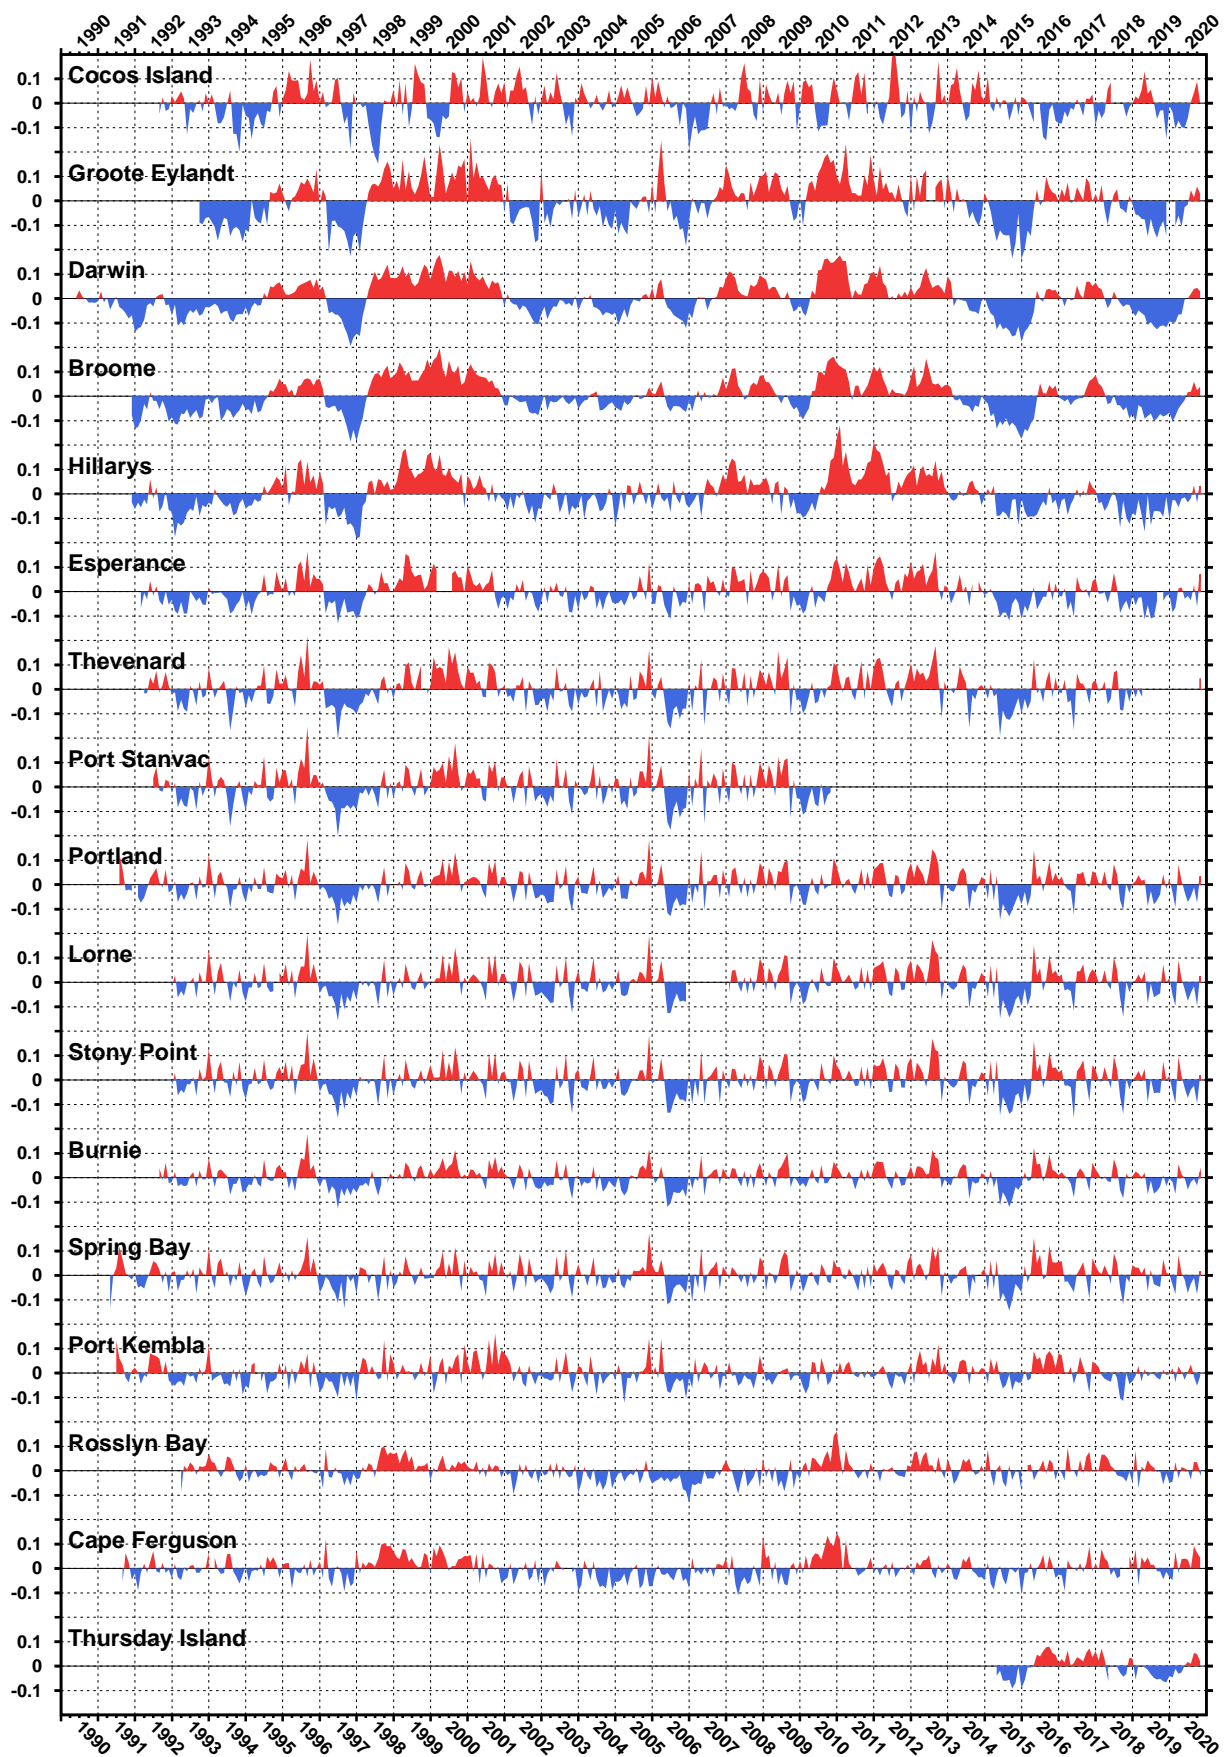 1990 1991 1992 1993 1994 1995 1996 1997 1998 1999 2000 2001 2002 2003 2004 2005 2006 2007 2008 2009 2010 2011 2012 2013 2014 2015 2016 2017 2018 2019 2020
Cocos Island
0.1
0
-0.1
Groote Eylandt
0.1
0
-0.1
Darwin
0.1
0
-0.1
Broome
0.1
0
-0.1
Hillarys
0.1
0
-0.1
Esperance
0.1
0
-0.1
Thevenard
0.1
0
-0.1
Port Stanvac
0.1
0
-0.1
Portland
0.1
0
-0.1
Lorne
0.1
0
-0.1
Stony Point
0.1
0
-0.1
Burnie
0.1
0
-0.1
Spring Bay
0.1
0
-0.1
Port Kembla
0.1
0
-0.1
Rosslyn Bay
0.1
0
-0.1
Cape Ferguson
0.1
0
-0.1
Thursday Island
0.1
0
-0.1
1990 1991 1992 1993 1994 1995 1996 1997 1998 1999 2000 2001 2002 2003 2004 2005 2006 2007 2008 2009 2010 2011 2012 2013 2014 2015 2016 2017 2018 2019 2020